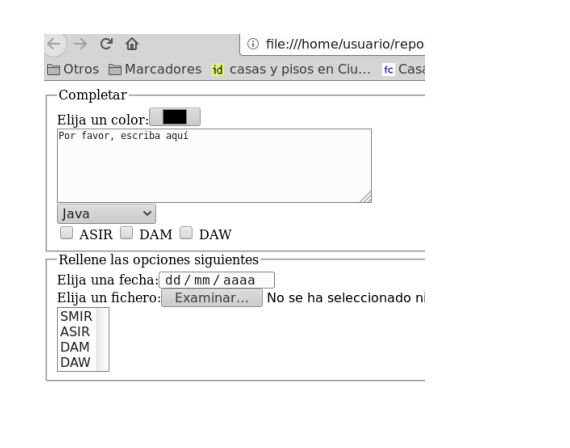 file:///home/usuario/repo
Otros Marcadores id casas y pisos en Ciu... fc Casa
Completar
Elija un color:
Por favor, escriba aquí
Java
ASIR DAM DAW
Rellene las opciones siguientes
Elija una fecha: dd/mm/aaaa
Elija un fichero: Examinar... No se ha seleccionado ni
SMIR
ASIR
DAM
DAW